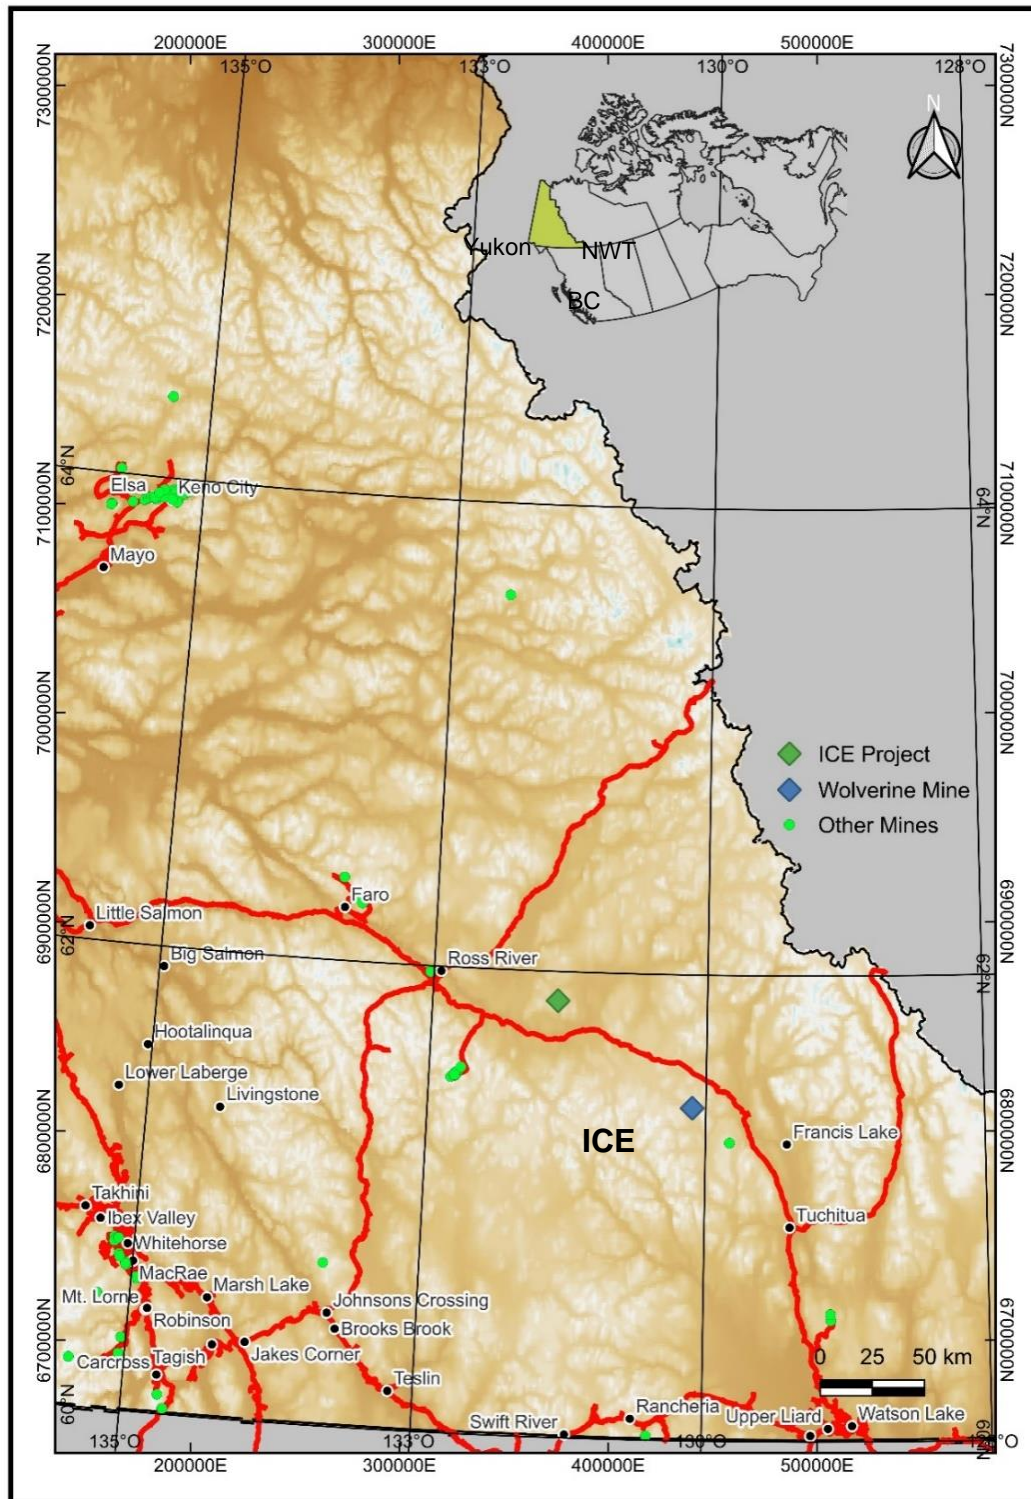 200000E 300000E 400000E 500000E
135°O 133°O 130°O 128°O
7300000N 7300000N
N
Yukon NWT
BC
7200000N 7200000N
64°N
Elsa Keno City
7100000N 7100000N
64°N
Mayo
7000000N 7000000N
ICE Project
Wolverine Mine
Other Mines
Faro
6900000N 6900000N
Little Salmon
62°N
Big Salmon
Ross River
62°N
Hootalinqua
Lower Laberge
Livingstone
6800000N 6800000N
ICE
Francis Lake
Takhini
Ibex Valley
Tuchitua
Whitehorse
MacRae
Marsh Lake
Mt. Lorne
Johnsons Crossing
Robinson
Brooks Brook
6700000N 6700000N
Carcross Tagish Jakes Corner
0 25 50 km
Teslin
60°N
Rancheria
Swift River Upper Liard Watson Lake
135°O 133°O 130°O
200000E 300000E 400000E 500000E